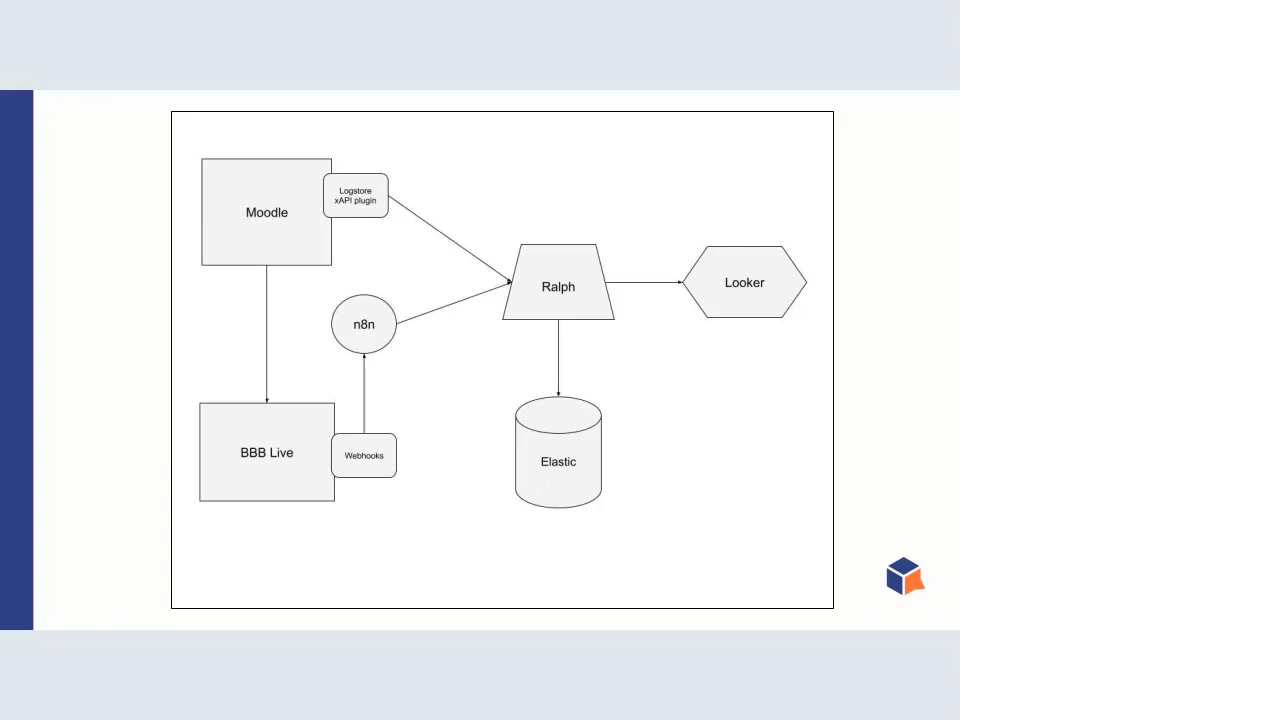 Moodle
Logstore
xAPI plugin
n8n
Ralph
Looker
BBB Live
Webhooks
Elastic